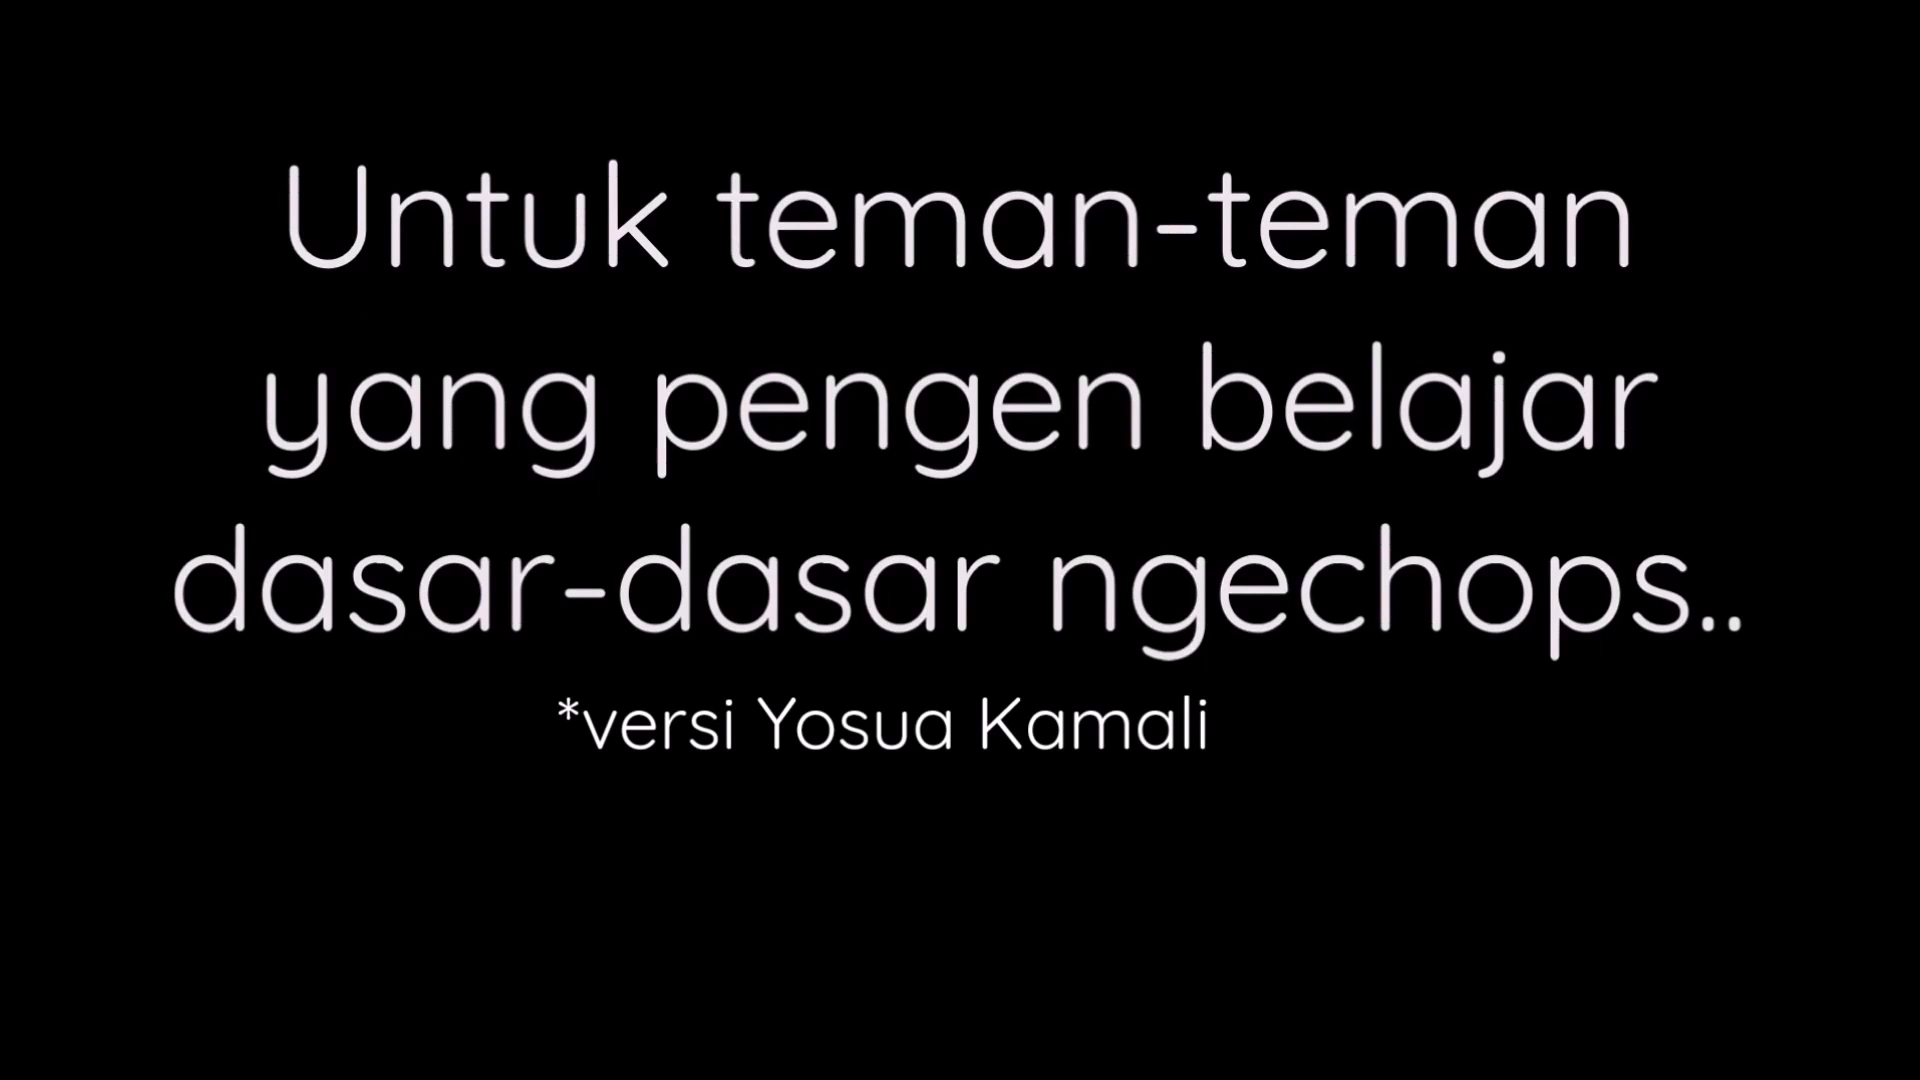 Untuk teman-teman
yang pengen belajar
dasar-dasar ngechops..
*versi Yosua Kamali